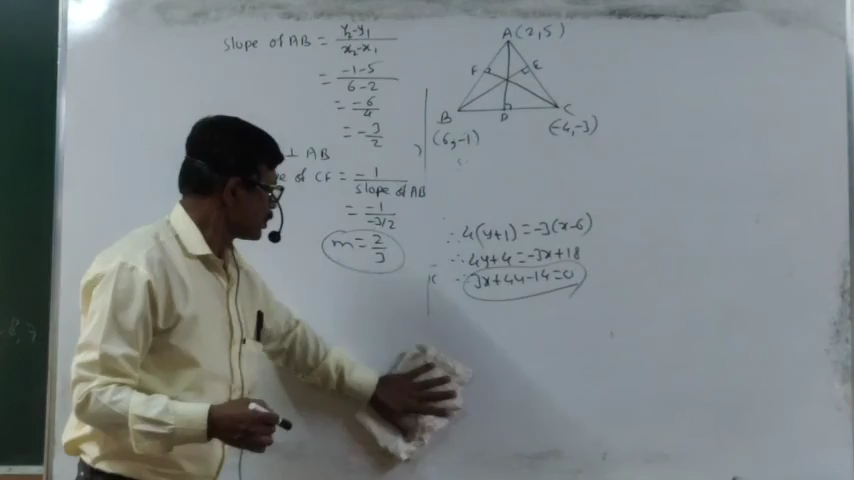 slope of AB = y₂-y₁ / x₂-x₁
= -1-5 / 6-2
= -6/4
= -3/2
⊥ AB
of CF = -1 / slope of AB
= -1 / -3/2
m = 2/3
A(2,5)
F
E
B
D
C
(6,-1)
(-4,-3)
∴ 4(y+1) = -3(x-6)
∴ 4y+4 = -3x+18
∴ 3x+4y-14=0